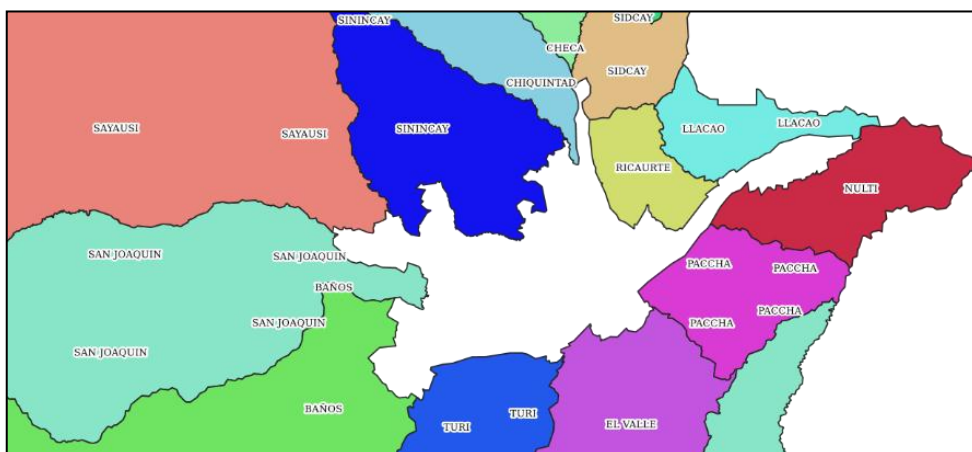 SININCAY
SIDCAY
CHECA
SIDCAY
CHIQUINTAD
SAYAUSI
SAYAUSI
SININCAY
LLACAO
LLACAO
RICAURTE
NULTI
SAN JOAQUIN
SAN JOAQUIN
PACCHA
PACCHA
BAÑOS
SAN JOAQUIN
PACCHA
PACCHA
SAN JOAQUIN
BAÑOS
TURI
TURI
EL VALLE